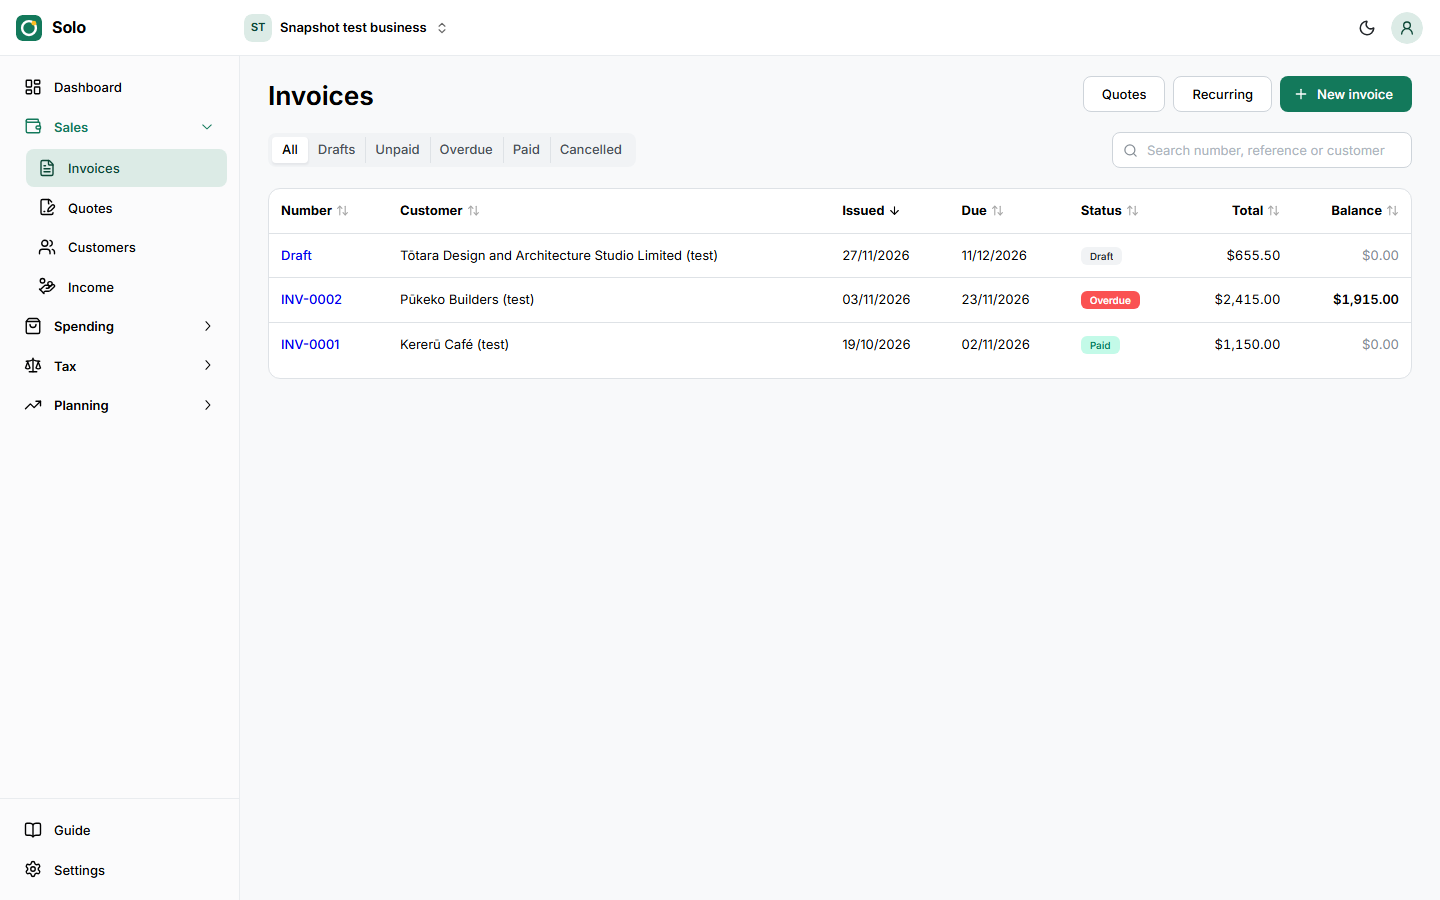 Solo
ST Snapshot test business
Dashboard
Sales
Invoices
Quotes
Customers
Income
Spending
Tax
Planning
Guide
Settings
Invoices
Quotes Recurring New invoice
All Drafts Unpaid Overdue Paid Cancelled
Search number, reference or customer
Number Customer Issued Due Status Total Balance
Draft Tōtara Design and Architecture Studio Limited (test) 27/11/2026 11/12/2026 Draft $655.50 $0.00
INV-0002 Pūkeko Builders (test) 03/11/2026 23/11/2026 Overdue $2,415.00 $1,915.00
INV-0001 Kererū Café (test) 19/10/2026 02/11/2026 Paid $1,150.00 $0.00